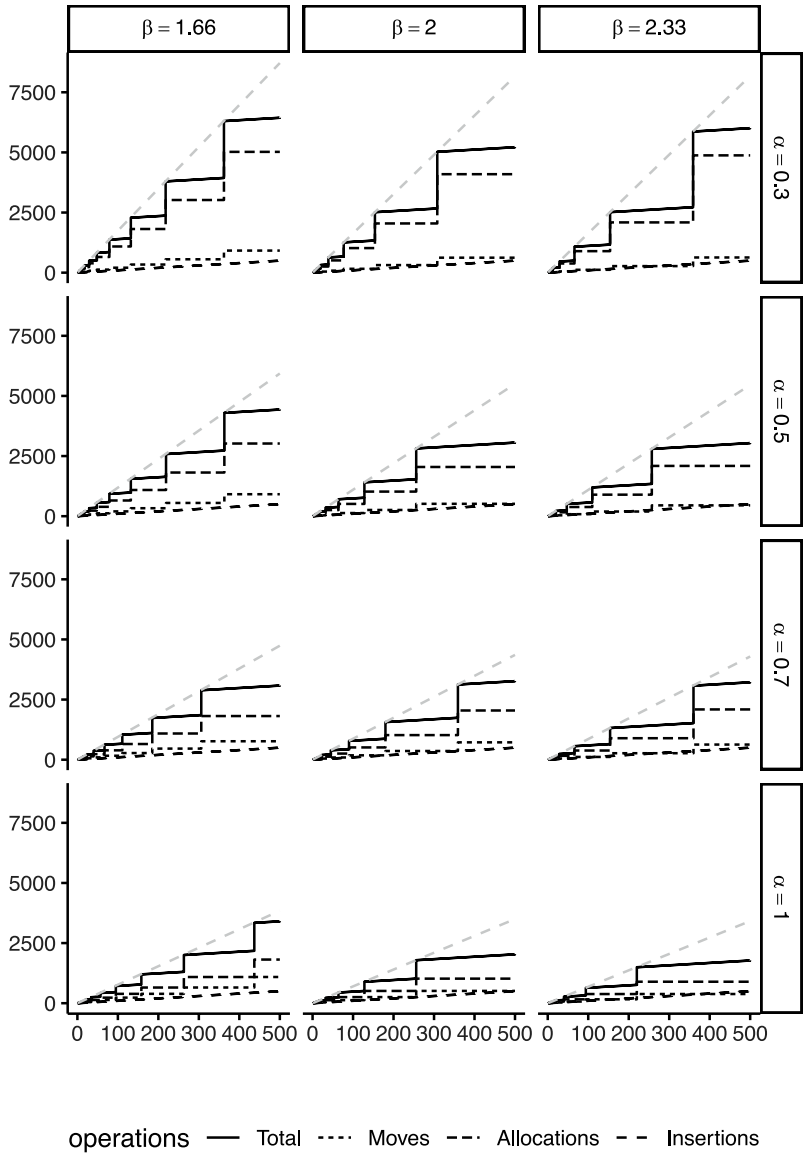 β = 1.66 β = 2 β = 2.33
7500
5000
2500
0
α = 0.3
7500
5000
2500
0
α = 0.5
7500
5000
2500
0
α = 0.7
7500
5000
2500
0
α = 1
0 100 200 300 400 500 0 100 200 300 400 500 0 100 200 300 400 500
operations Total Moves Allocations Insertions